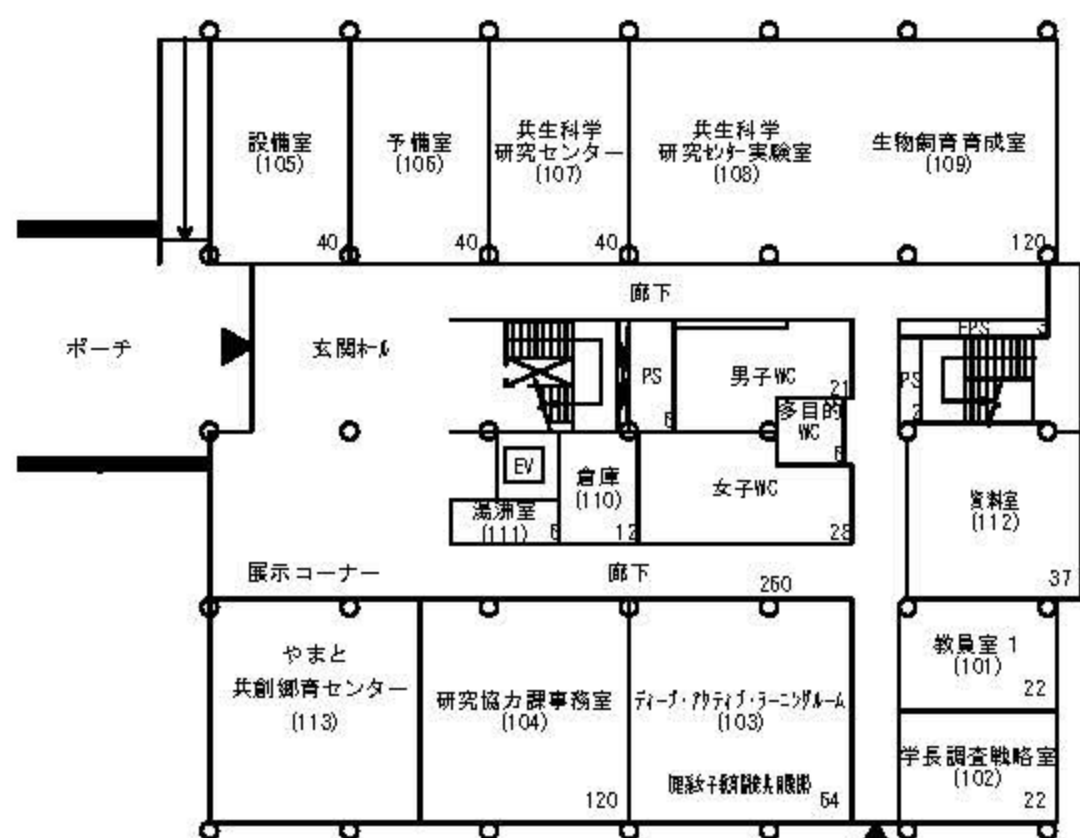 設備室
(105)
40
予備室
(106)
40
共生科学
研究センター
(107)
40
共生科学
研究センター実験室
(108)
生物飼育育成室
(109)
120
廊下
ポーチ
玄関ホール
PS
6
男子WC
21
多目的
WC
6
EPS
3
PS
2
EV
倉庫
(110)
12
湯沸室
(111)
6
女子WC
28
資料室
(112)
37
展示コーナー
廊下
260
やまと
共創郷育センター
(113)
研究協力課事務室
(104)
120
ディープ・アクティブ・ラーニングルーム
(103)
64
教員室 1
(101)
22
学長調査戦略室
(102)
22